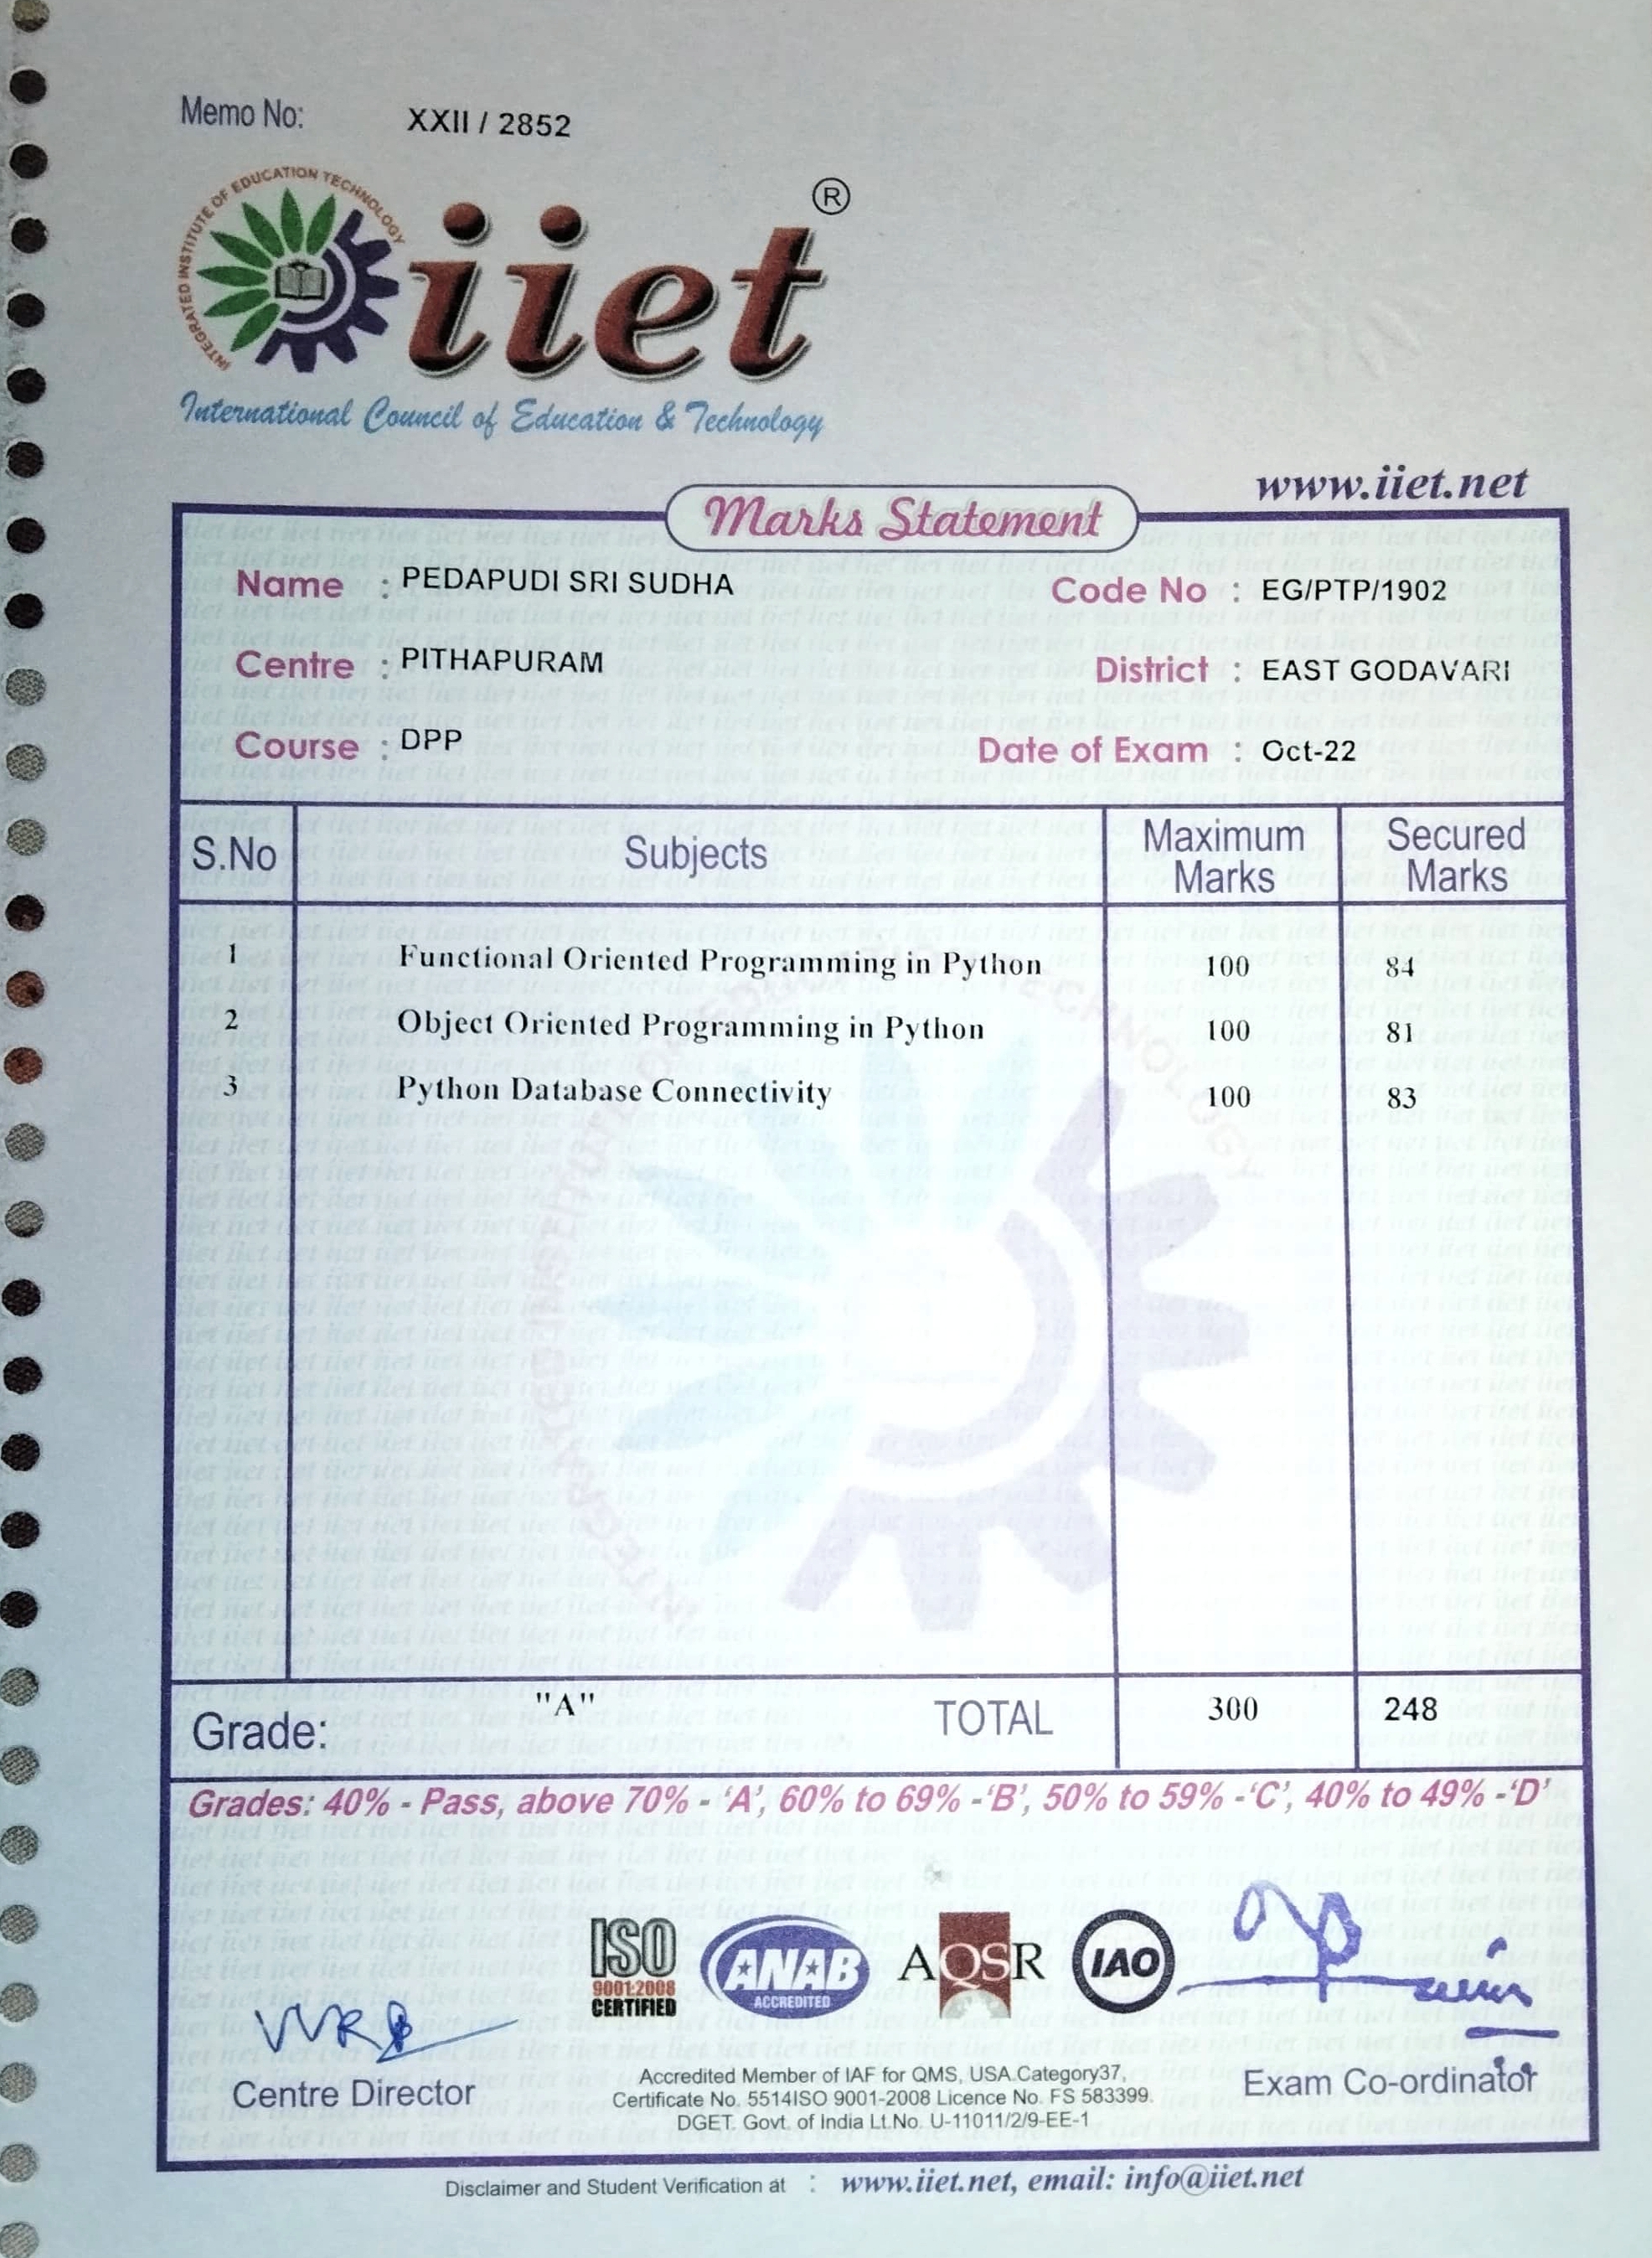 Memo No: XXII / 2852
INTEGRATED INSTITUTE OF EDUCATION TECHNOLOGY
iiet ®
International Council of Education & Technology
www.iiet.net
Marks Statement
Name : PEDAPUDI SRI SUDHA Code No : EG/PTP/1902
Centre : PITHAPURAM District : EAST GODAVARI
Course : DPP Date of Exam : Oct-22
S.No Subjects Maximum Marks Secured Marks
1 Functional Oriented Programming in Python 100 84
2 Object Oriented Programming in Python 100 81
3 Python Database Connectivity 100 83
Grade: "A" TOTAL 300 248
Grades: 40% - Pass, above 70% - ‘A’, 60% to 69% -‘B’, 50% to 59% -‘C’, 40% to 49% -‘D’
ISO 9001:2008 CERTIFIED
ANAB ACCREDITED
AQSR
IAO
Centre Director
Accredited Member of IAF for QMS, USA.Category37,
Certificate No. 5514ISO 9001-2008 Licence No. FS 583399.
DGET. Govt. of India Lt.No. U-11011/2/9-EE-1
Exam Co-ordinator
Disclaimer and Student Verification at : www.iiet.net, email: info@iiet.net